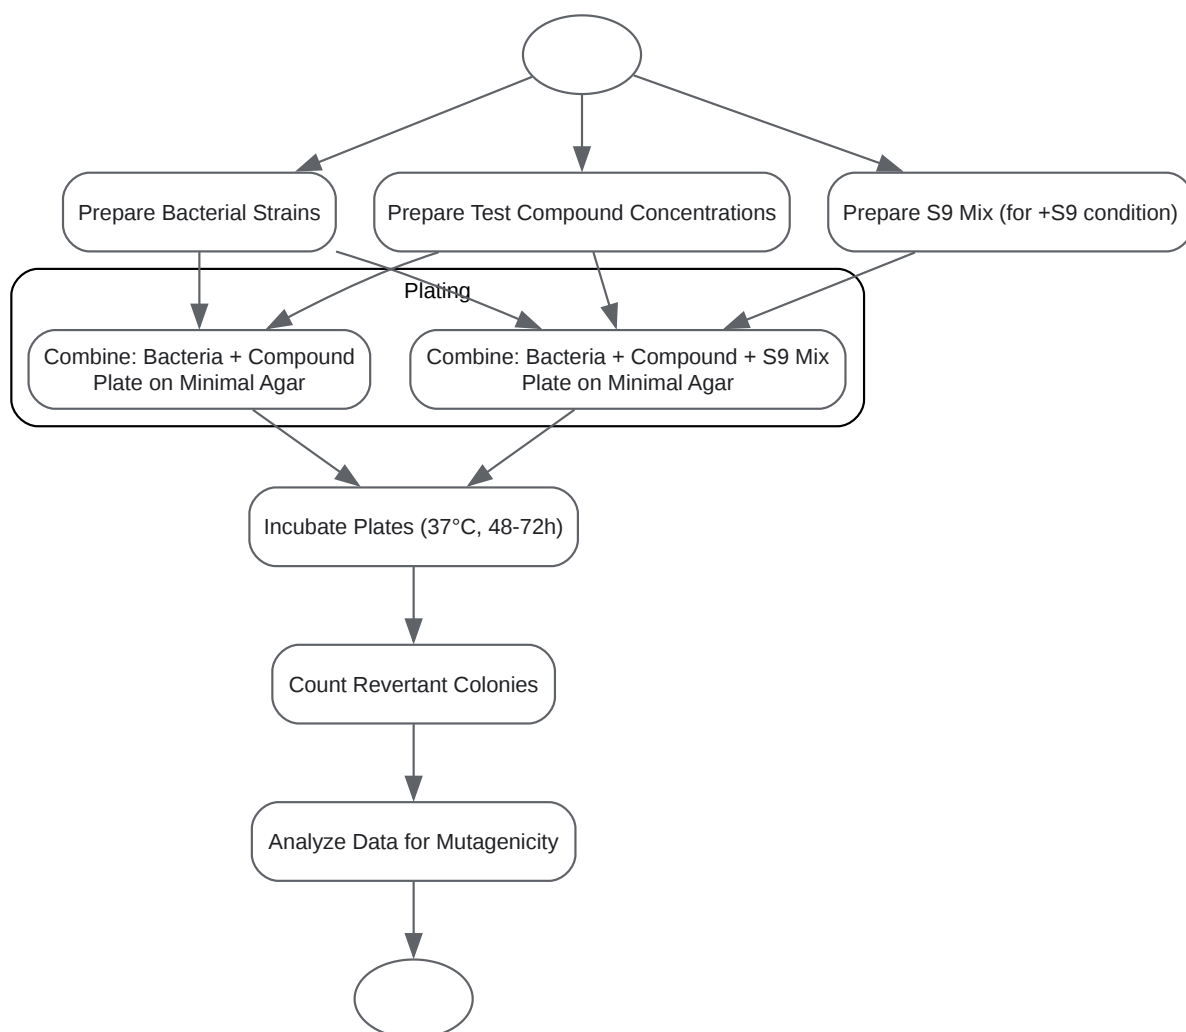 Prepare Bacterial Strains
Prepare Test Compound Concentrations
Prepare S9 Mix (for +S9 condition)
Plating
Combine: Bacteria + Compound
Plate on Minimal Agar
Combine: Bacteria + Compound + S9 Mix
Plate on Minimal Agar
Incubate Plates (37°C, 48-72h)
Count Revertant Colonies
Analyze Data for Mutagenicity